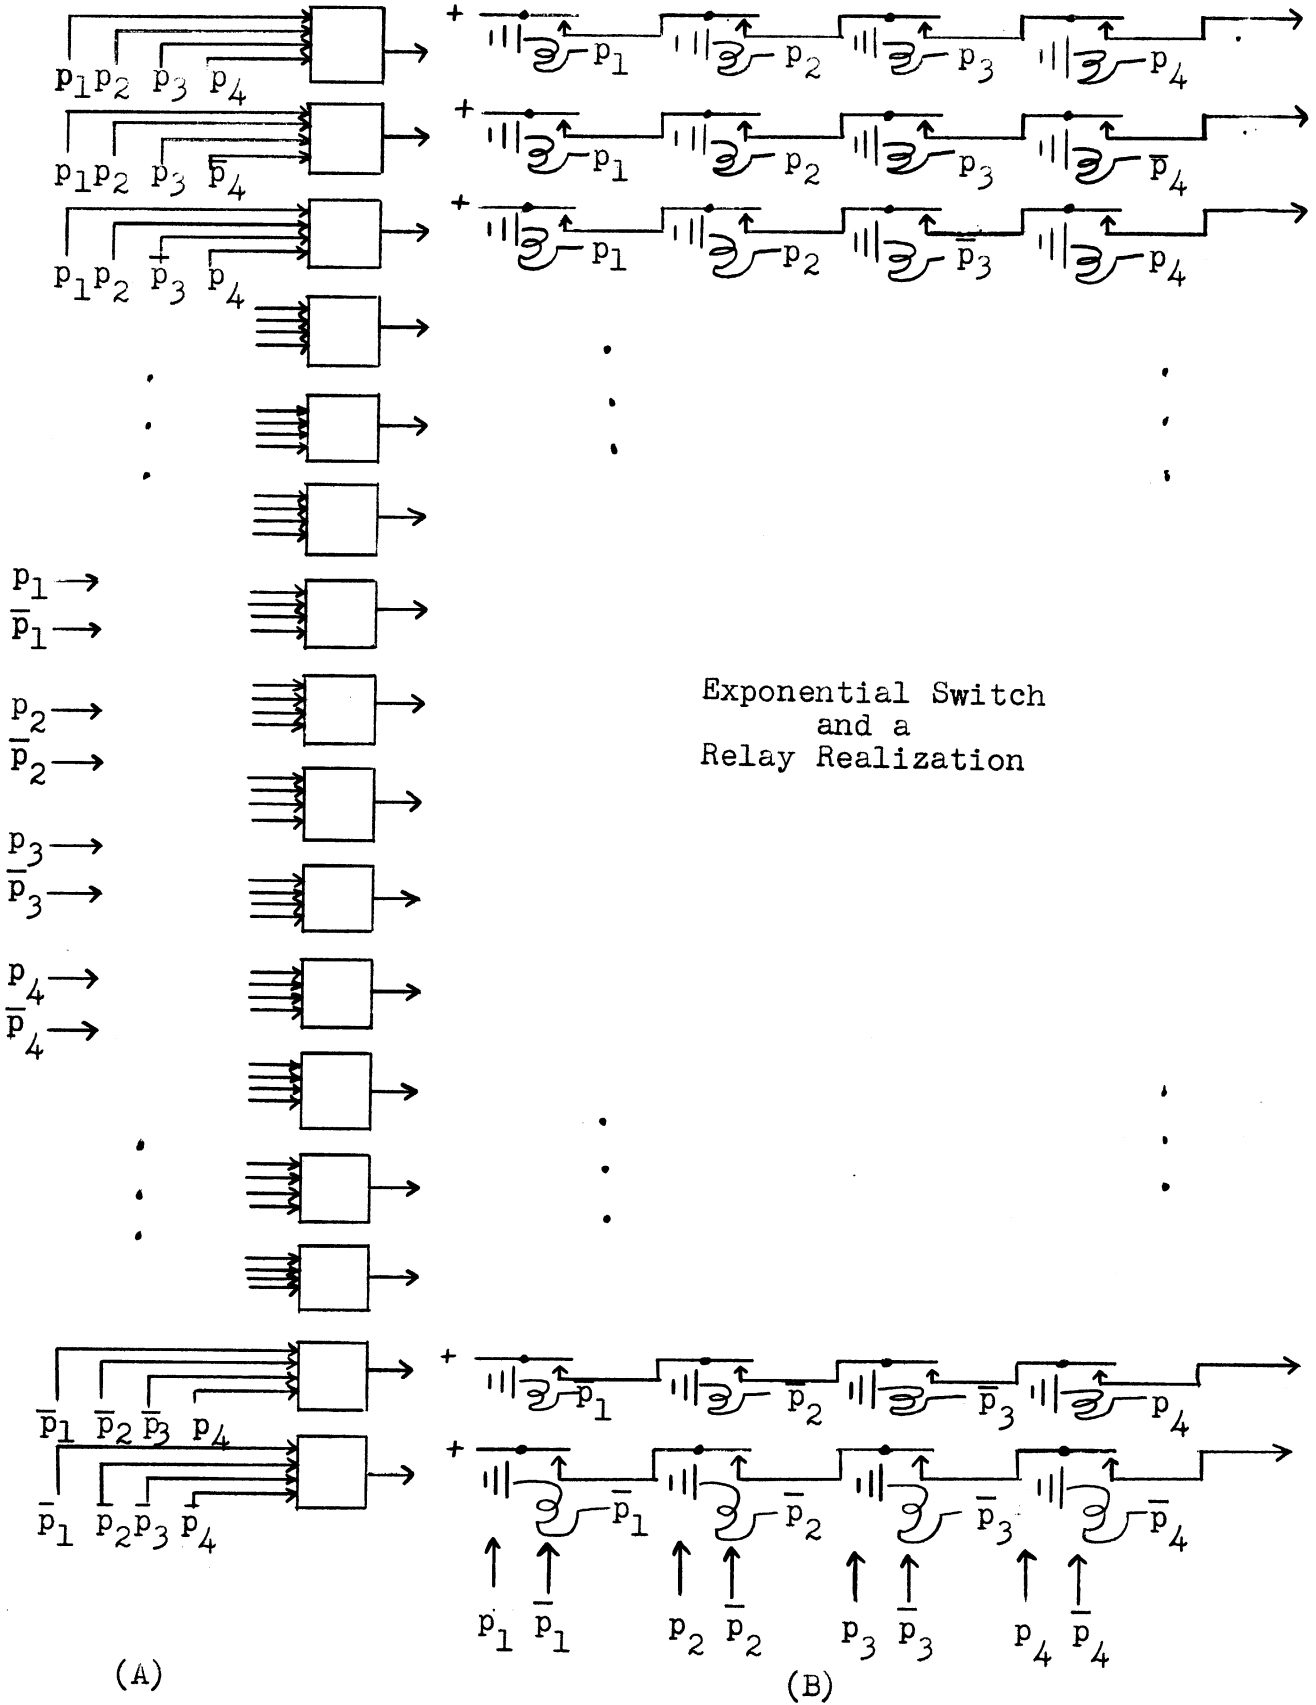 p₁ p₂ p₃ p₄
+ p₁ p₂ p₃ p₄
p₁ p₂ p₃ p̅₄
+ p₁ p₂ p₃ p̅₄
p₁ p₂ p̅₃ p₄
+ p₁ p₂ p̅₃ p₄
p₁
p̅₁
p₂
p̅₂
p₃
p̅₃
p₄
p̅₄
Exponential Switch
and a
Relay Realization
p̅₁ p̅₂ p̅₃ p₄
+ p̅₁ p̅₂ p̅₃ p₄
p̅₁ p̅₂ p̅₃ p̅₄
+ p̅₁ p̅₂ p̅₃ p̅₄
p₁ p̅₁ p₂ p̅₂ p₃ p̅₃ p₄ p̅₄
(A)
(B)